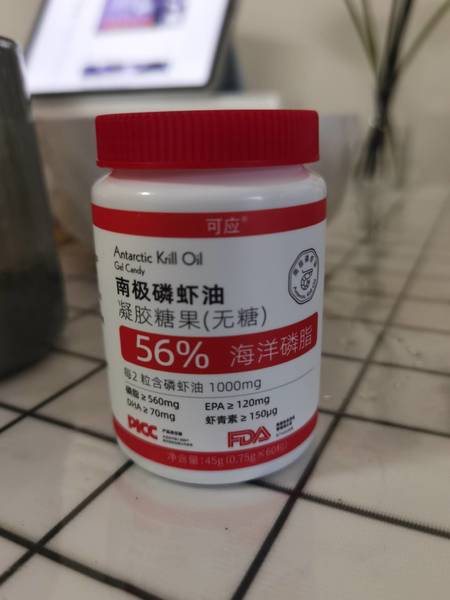 可应®
Antarctic Krill Oil
Gel Candy
南极磷虾油
凝胶糖果(无糖)
56% 海洋磷脂
每2粒含磷虾油 1000mg
磷脂≥560mg EPA≥120mg
DHA≥70mg 虾青素≥150μg
PICC FDA
净含量:45g(0.75g×60粒)